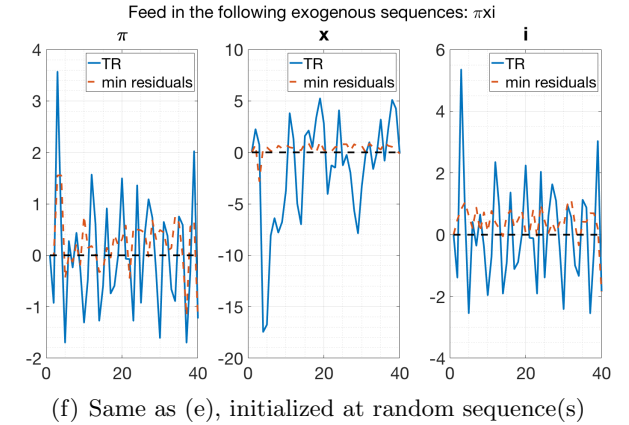 Feed in the following exogenous sequences: πxi
π x i
4 10 6
TR TR TR
min residuals min residuals min residuals
3 5 4
2 0 2
1 -5 0
0 -10 -2
-1 -15 -4
-2 -20
0 20 40 0 20 40 0 20 40
(f) Same as (e), initialized at random sequence(s)